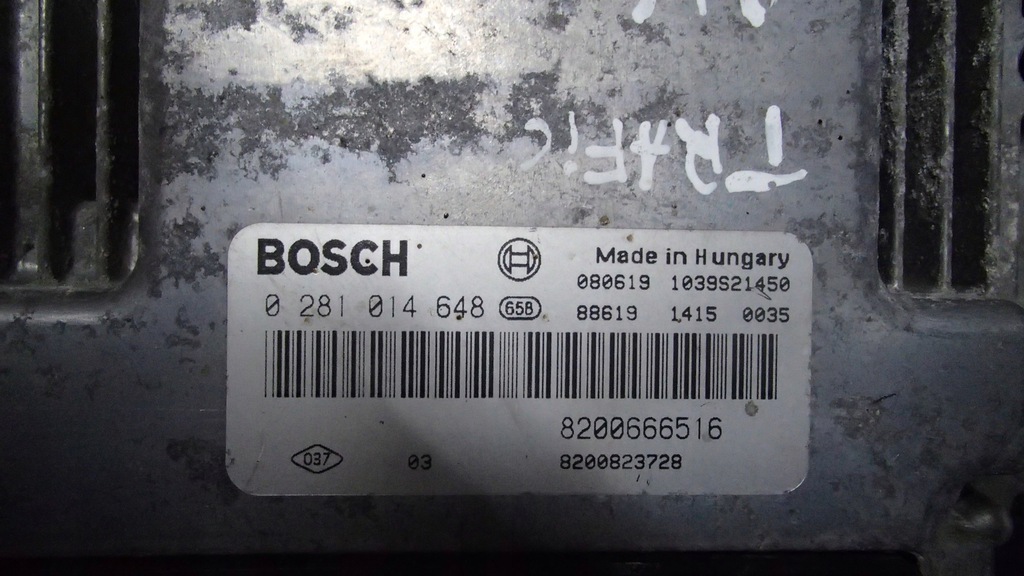 TRAFIC
BOSCH Made in Hungary
080619 1039S21450
0 281 014 648 658 88619 1415 0035
8200666516
037 03 8200823728